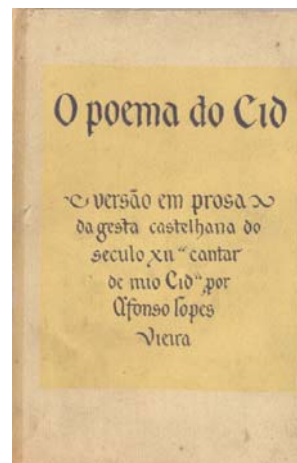 O poema do Cid
versão em prosa
da gesta castelhana do
seculo XII "cantar
de mio Cid", por
Afonso lopes
Vieira